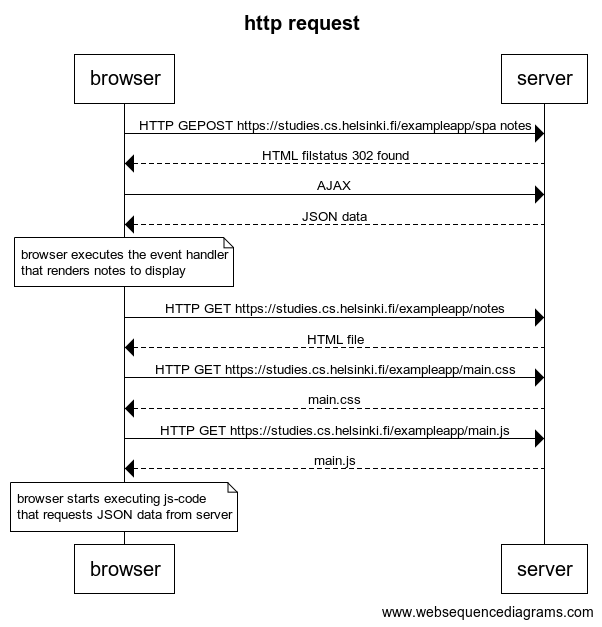 http request
browser
server
HTTP GEPOST https://studies.cs.helsinki.fi/exampleapp/spa notes
HTML filstatus 302 found
AJAX
JSON data
browser executes the event handler
that renders notes to display
HTTP GET https://studies.cs.helsinki.fi/exampleapp/notes
HTML file
HTTP GET https://studies.cs.helsinki.fi/exampleapp/main.css
main.css
HTTP GET https://studies.cs.helsinki.fi/exampleapp/main.js
main.js
browser starts executing js-code
that requests JSON data from server
browser
server
www.websequencediagrams.com